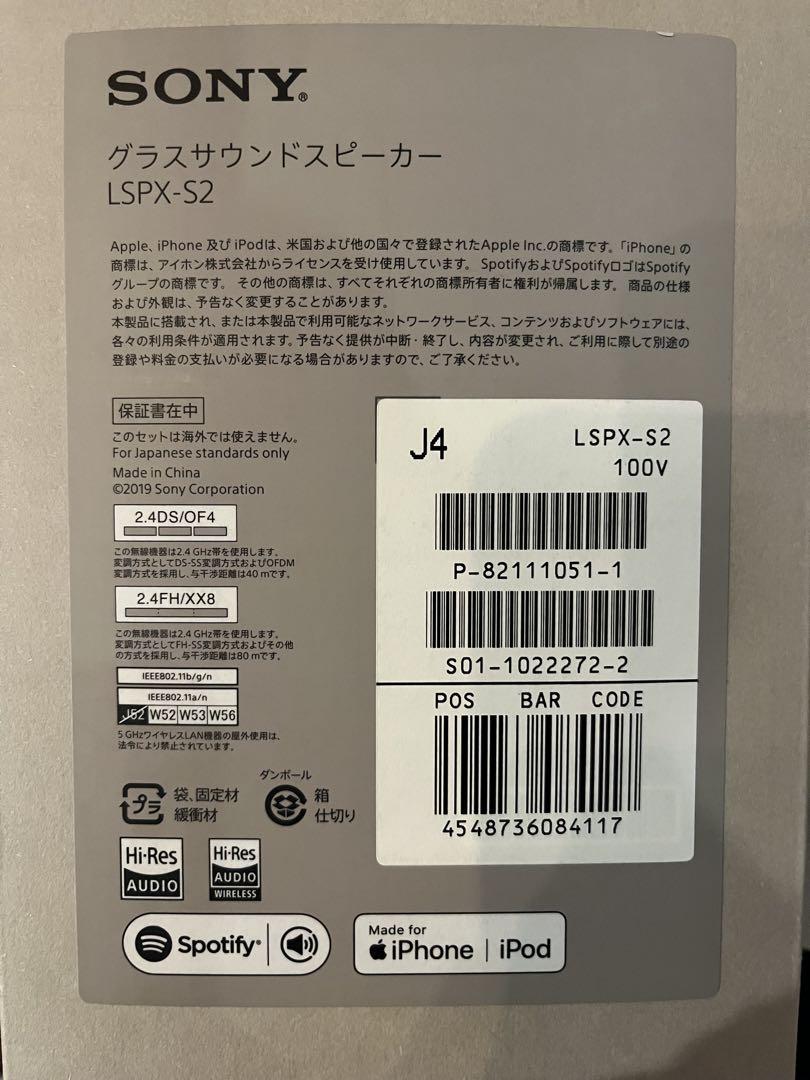 SONY®
グラスサウンドスピーカー
LSPX-S2
Apple、iPhone 及び iPodは、米国および他の国々で登録されたApple Inc.の商標です。「iPhone」の
商標は、アイホン株式会社からライセンスを受け使用しています。 SpotifyおよびSpotifyロゴはSpotify
グループの商標です。 その他の商標は、すべてそれぞれの商標所有者に権利が帰属します。 商品の仕様
および外観は、予告なく変更することがあります。
本製品に搭載され、または本製品で利用可能なネットワークサービス、コンテンツおよびソフトウェアには、
各々の利用条件が適用されます。予告なく提供が中断・終了し、内容が変更され、ご利用に際して別途の
登録や料金の支払いが必要になる場合がありますので、ご了承ください。
保証書在中
このセットは海外では使えません。
For Japanese standards only
Made in China
©2019 Sony Corporation
2.4DS/OF4
この無線機器は2.4 GHz帯を使用します。
変調方式としてDS-SS変調方式およびOFDM
変調方式を採用し、与干渉距離は40 mです。
2.4FH/XX8
この無線機器は2.4 GHz帯を使用します。
変調方式としてFH-SS変調方式およびその他
の方式を採用し、与干渉距離は80 mです。
IEEE802.11b/g/n
IEEE802.11a/n
J52 W52 W53 W56
5 GHzワイヤレスLAN機器の屋外使用は、
法令により禁止されています。
J4 LSPX-S2
100V
P-82111051-1
S01-1022272-2
POS BAR CODE
4548736084117
プラ 袋、固定材
緩衝材
ダンボール
箱
仕切り
Hi-Res
AUDIO
Hi-Res
AUDIO
WIRELESS
Spotify®
Made for
iPhone | iPod